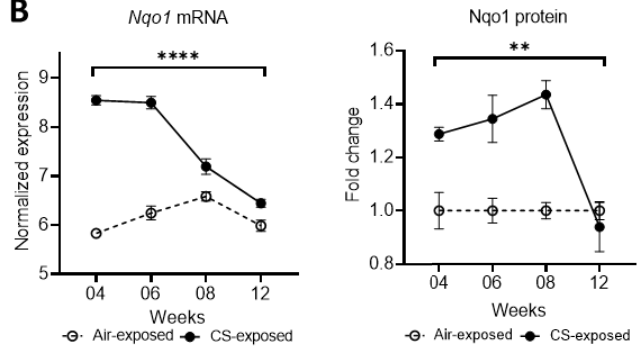 B
Nqo1 mRNA
****
Normalized expression
9
8
7
6
5
04 06 08 12
Weeks
Air-exposed CS-exposed
Nqo1 protein
**
Fold change
1.6
1.4
1.2
1.0
0.8
04 06 08 12
Weeks
Air-exposed CS-exposed